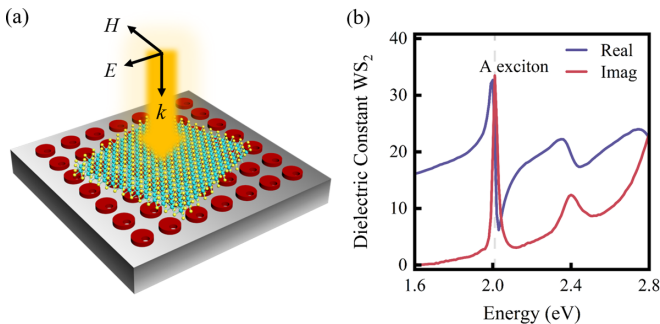 (a)
H
E
k
(b)
Dielectric Constant WS₂
40
30
20
10
0
A exciton
Real
Imag
1.6
2.0
2.4
2.8
Energy (eV)